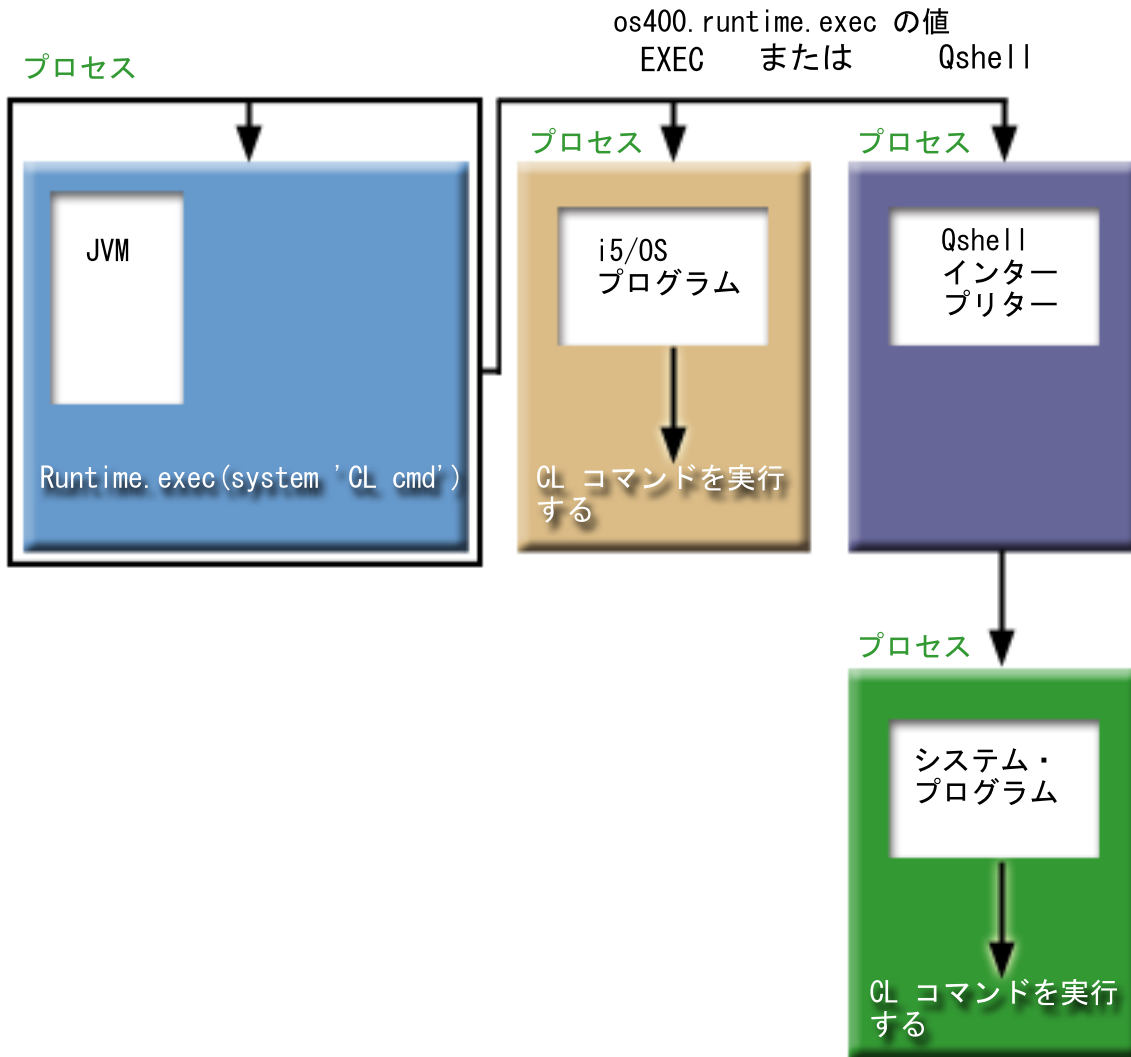 os400.runtime.exec の値
EXEC または Qshell
プロセス
JVM
Runtime.exec(system 'CL cmd')
プロセス
i5/OS
プログラム
CL コマンドを実行
する
プロセス
Qshell
インター
プリター
プロセス
システム・
プログラム
CL コマンドを実行
する